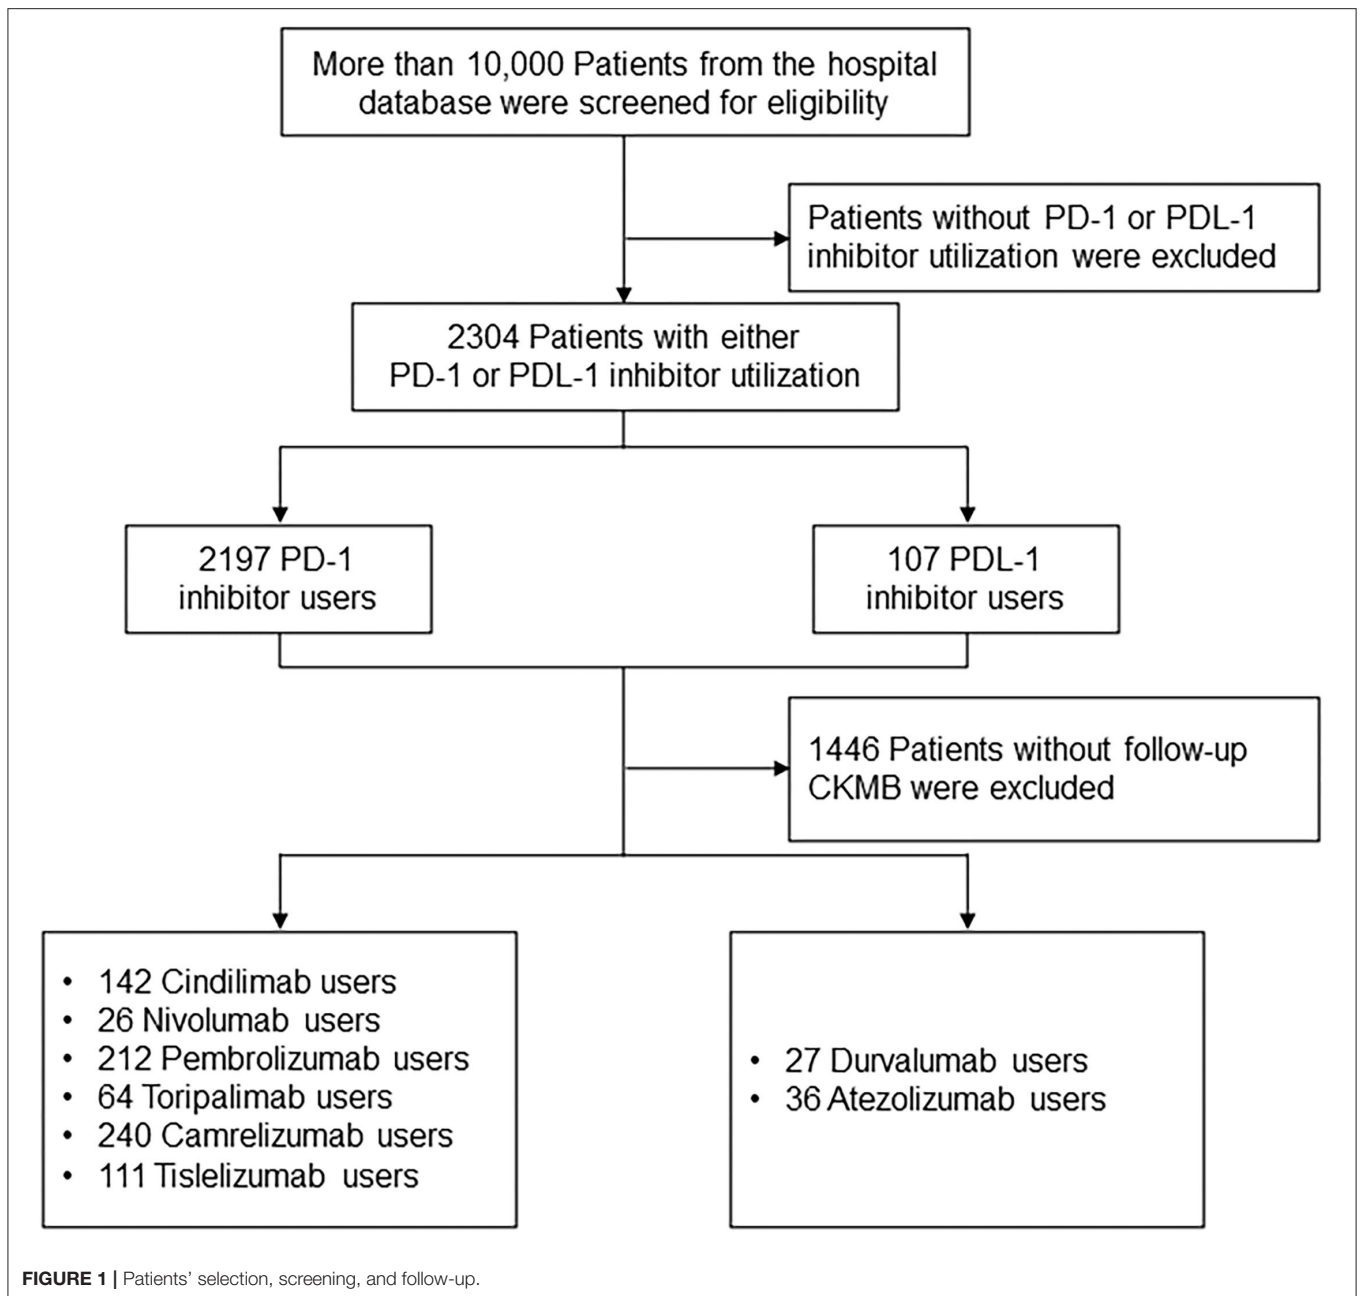 More than 10,000 Patients from the hospital
database were screened for eligibility
Patients without PD-1 or PDL-1
inhibitor utilization were excluded
2304 Patients with either
PD-1 or PDL-1 inhibitor utilization
2197 PD-1
inhibitor users
107 PDL-1
inhibitor users
1446 Patients without follow-up
CKMB were excluded
• 142 Cindilimab users
• 26 Nivolumab users
• 212 Pembrolizumab users
• 64 Toripalimab users
• 240 Camrelizumab users
• 111 Tislelizumab users
• 27 Durvalumab users
• 36 Atezolizumab users
FIGURE 1 | Patients’ selection, screening, and follow-up.